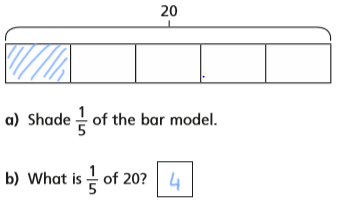 20
a) Shade 1/5 of the bar model.
b) What is 1/5 of 20? 4